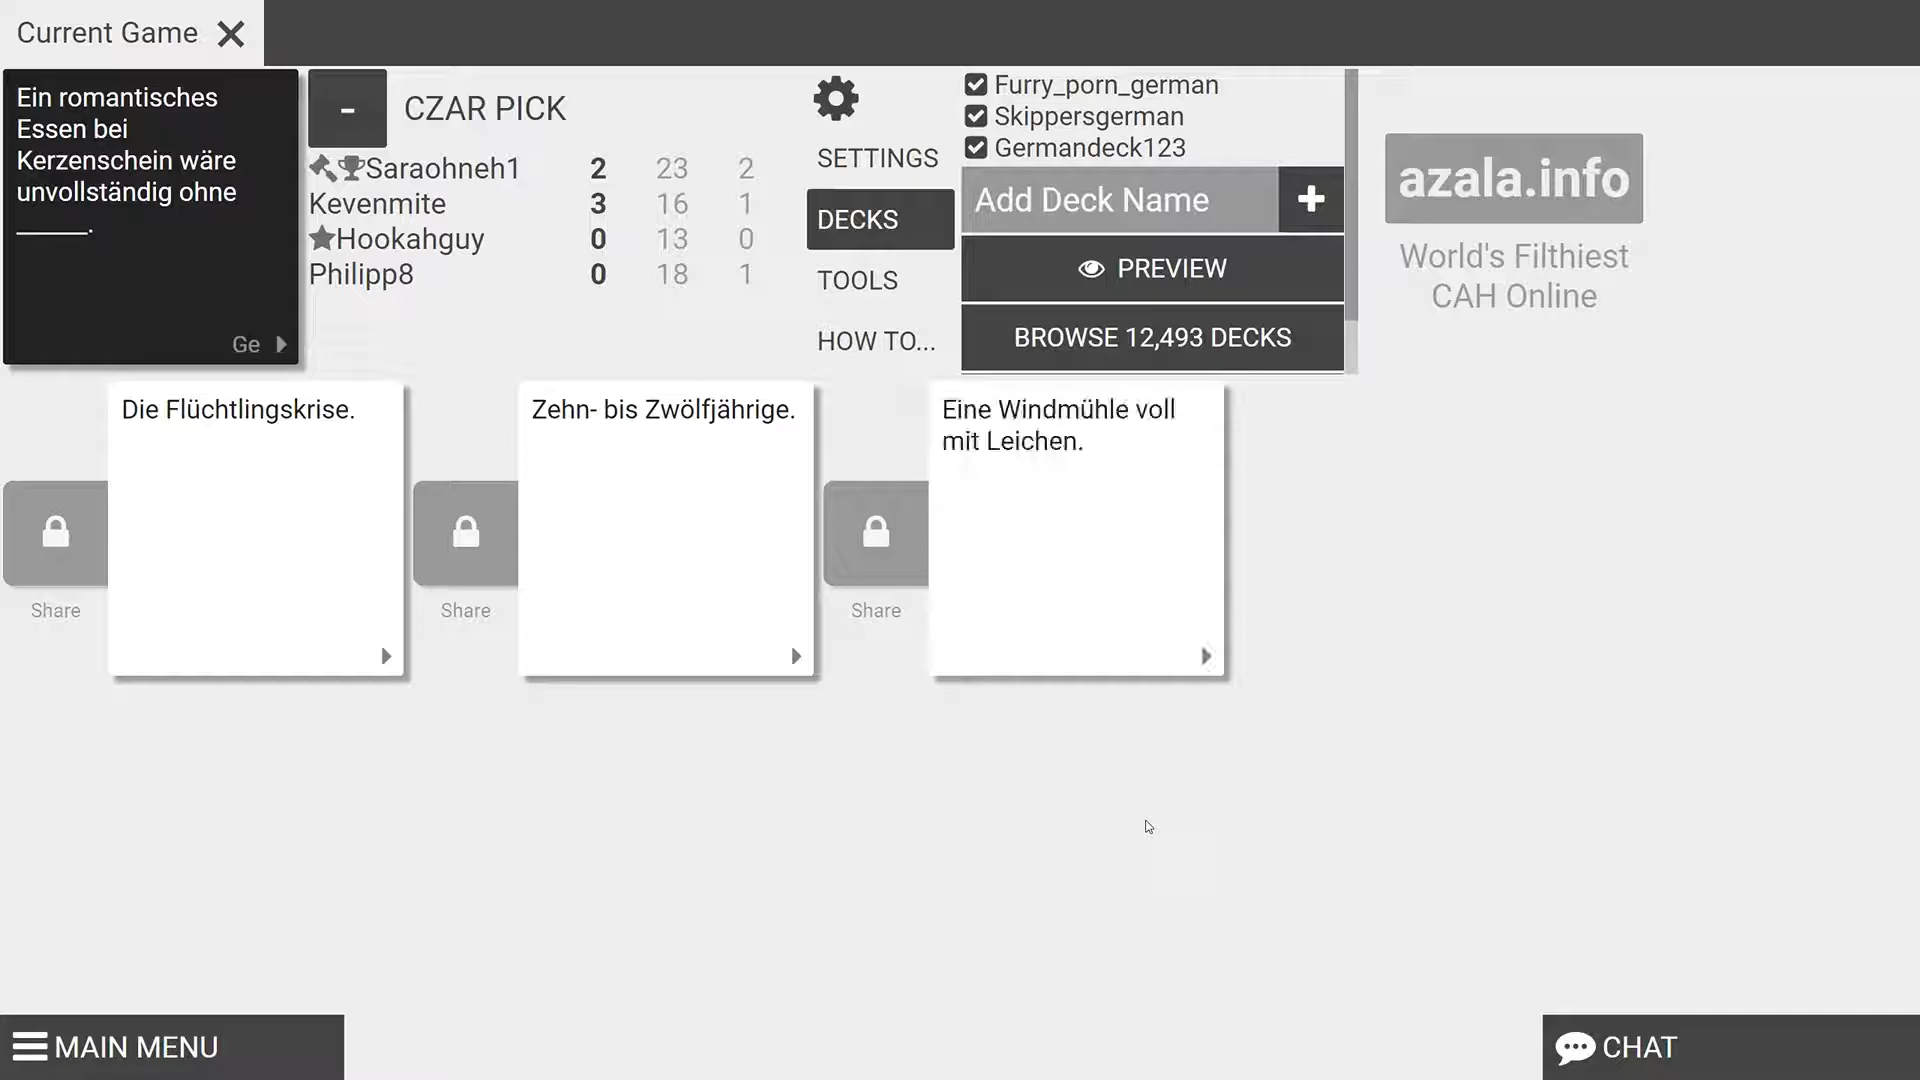 Current Game
Ein romantisches
Essen bei
Kerzenschein wäre
unvollständig ohne
_____.
Ge
-
CZAR PICK
Saraohneh1 2 23 2
Kevenmite 3 16 1
Hookahguy 0 13 0
Philipp8 0 18 1
SETTINGS
DECKS
TOOLS
HOW TO...
Furry_porn_german
Skippersgerman
Germandeck123
Add Deck Name
PREVIEW
BROWSE 12,493 DECKS
azala.info
World's Filthiest
CAH Online
Share
Die Flüchtlingskrise.
Share
Zehn- bis Zwölfjährige.
Share
Eine Windmühle voll
mit Leichen.
MAIN MENU
CHAT